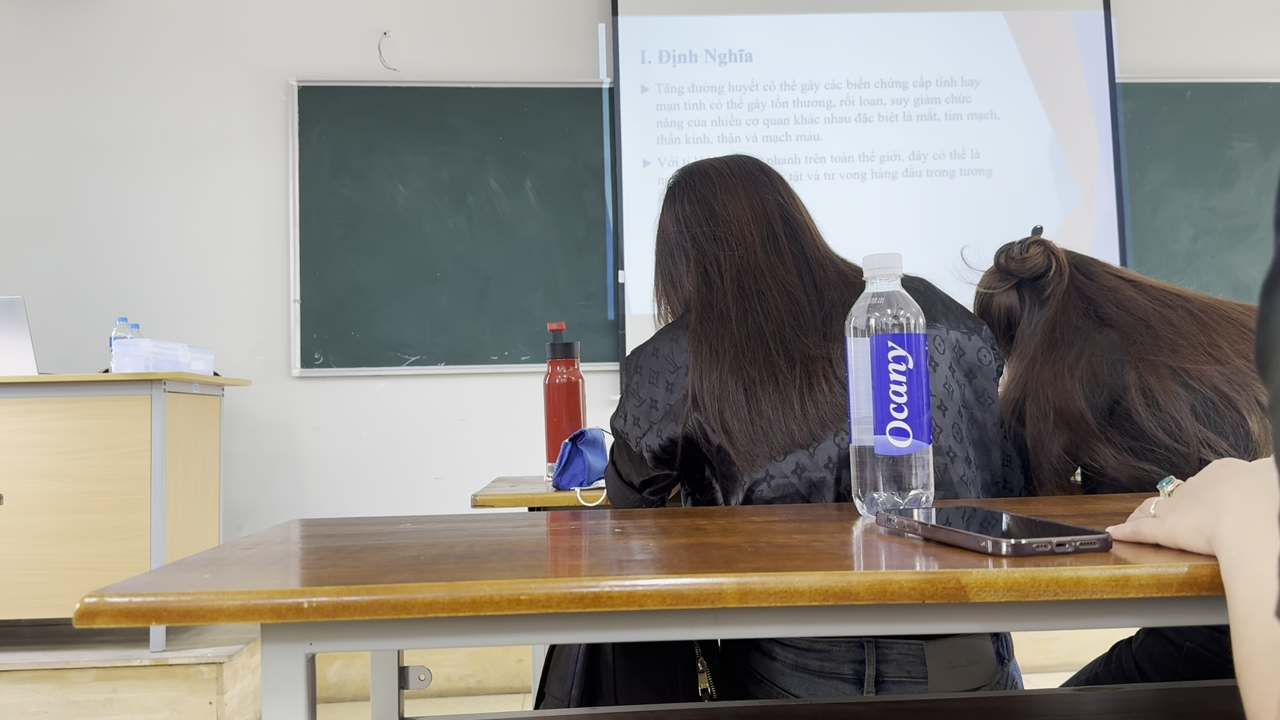 I. Định Nghĩa
Tăng đường huyết có thể gây các biến chứng cấp tính hay
mạn tính có thể gây tổn thương, rối loạn, suy giảm chức
năng của nhiều cơ quan khác nhau đặc biệt là mắt, tim mạch,
thần kinh, thận và mạch máu.
Với nhanh trên toàn thế giới, đây có thể là
tật và tử vong hàng đầu trong tương
Ocany